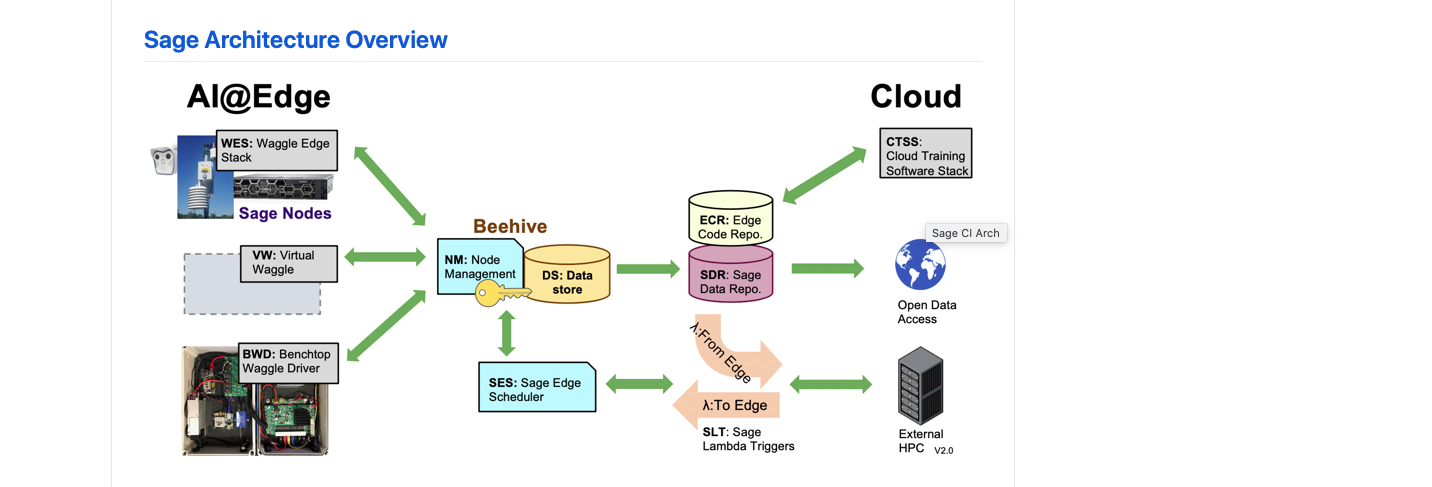 Sage Architecture Overview
AI@Edge
Cloud
WES: Waggle Edge
Stack
Sage Nodes
VW: Virtual
Waggle
BWD: Benchtop
Waggle Driver
Beehive
NM: Node
Management
DS: Data
store
SES: Sage Edge
Scheduler
ECR: Edge
Code Repo.
SDR: Sage
Data Repo.
λ:From Edge
λ:To Edge
SLT: Sage
Lambda Triggers
CTSS:
Cloud Training
Software Stack
Sage CI Arch
Open Data
Access
External
HPC V2.0